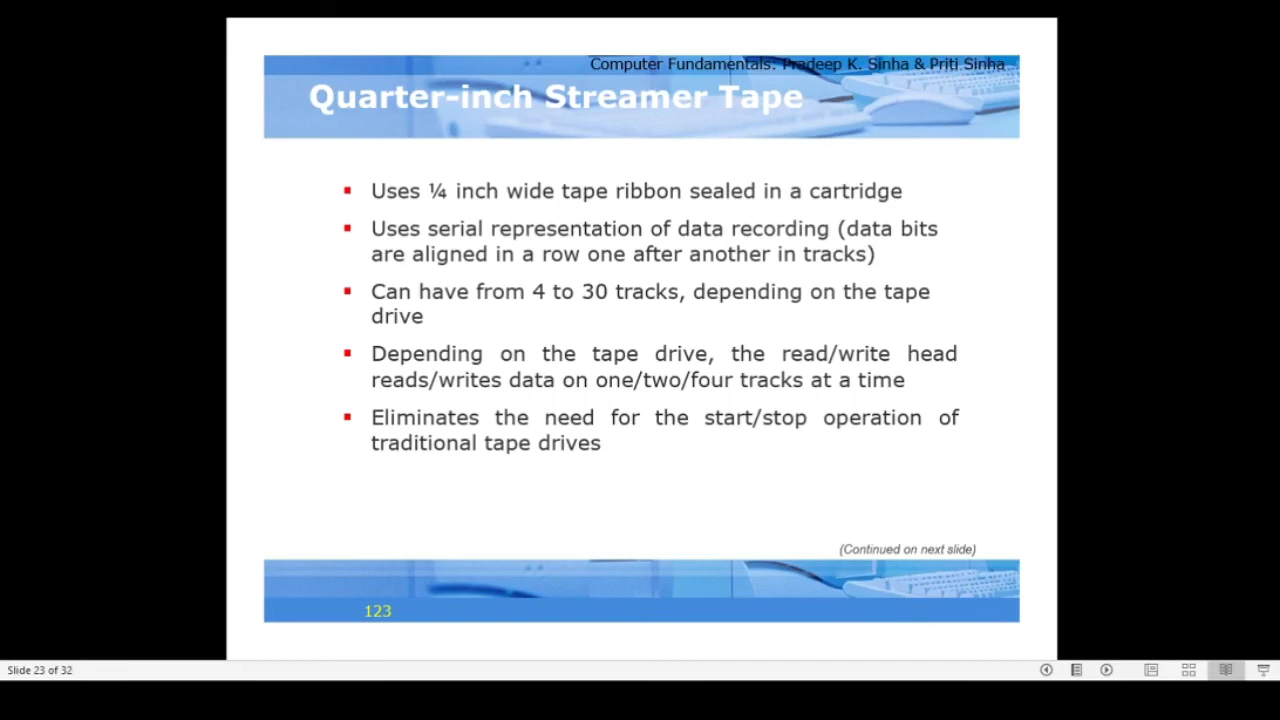 Computer Fundamentals: Pradeep K. Sinha & Priti Sinha
Quarter-inch Streamer Tape
▪ Uses ¼ inch wide tape ribbon sealed in a cartridge
▪ Uses serial representation of data recording (data bits
are aligned in a row one after another in tracks)
▪ Can have from 4 to 30 tracks, depending on the tape
drive
▪ Depending on the tape drive, the read/write head
reads/writes data on one/two/four tracks at a time
▪ Eliminates the need for the start/stop operation of
traditional tape drives
(Continued on next slide)
123
Slide 23 of 32